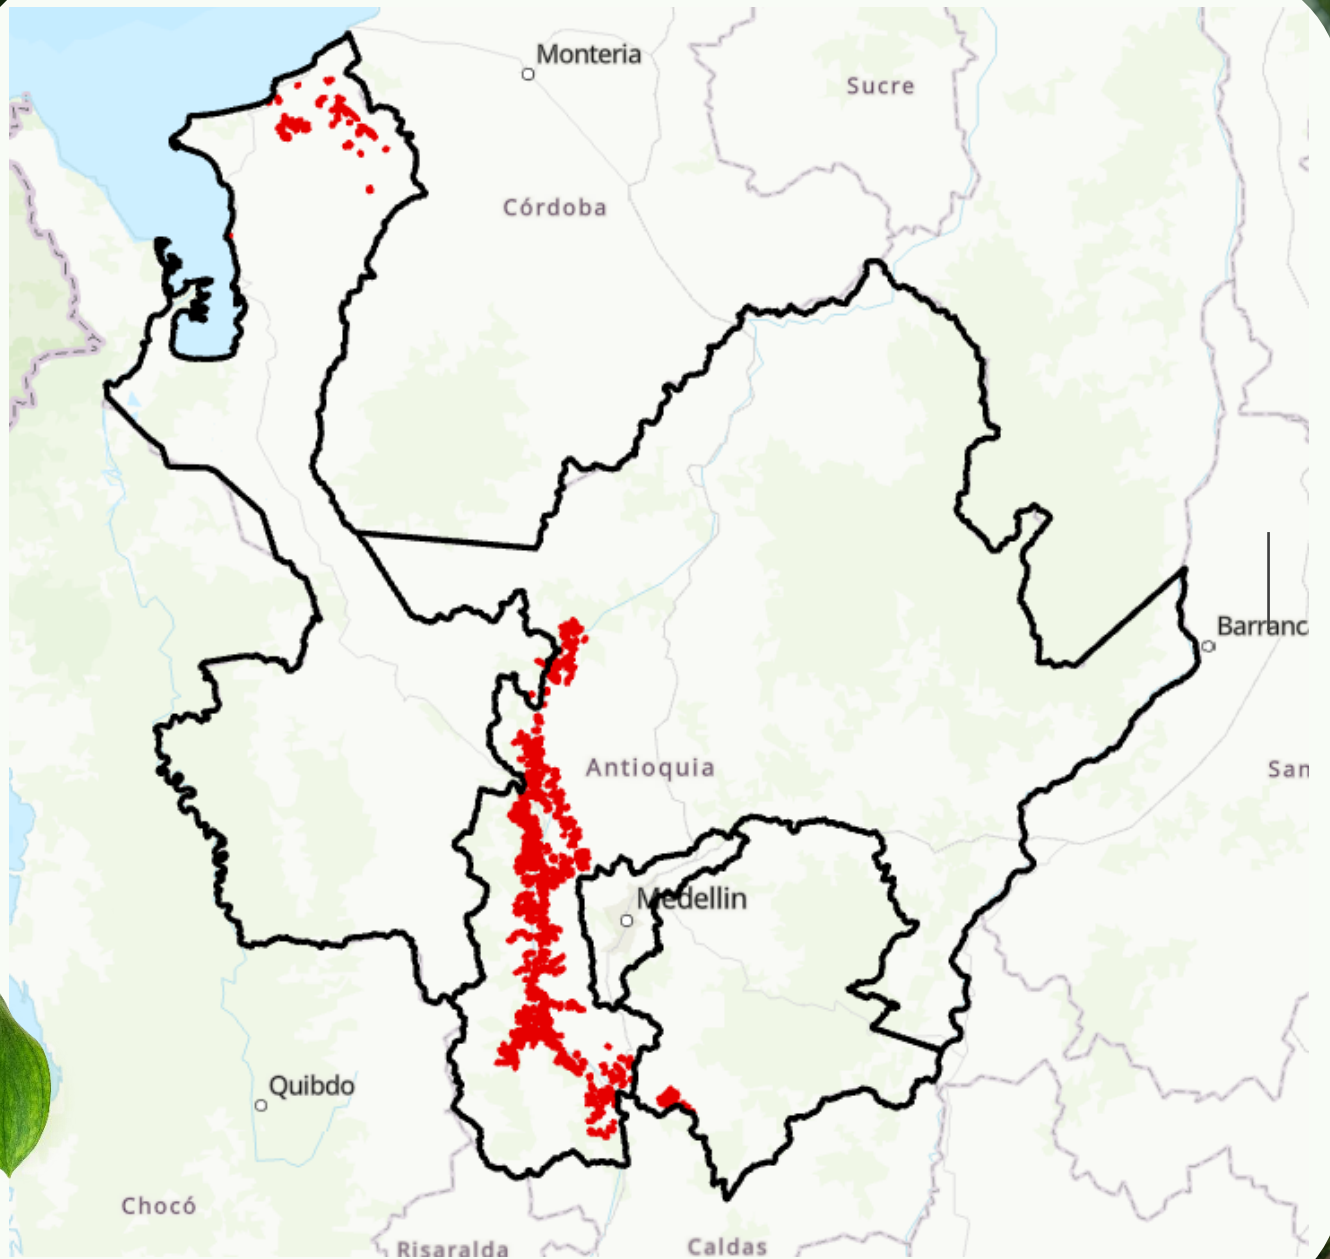 Monteria
Sucre
Córdoba
Barranc
Antioquia
San
Medellin
Quibdo
Chocó
Risaralda
Caldas